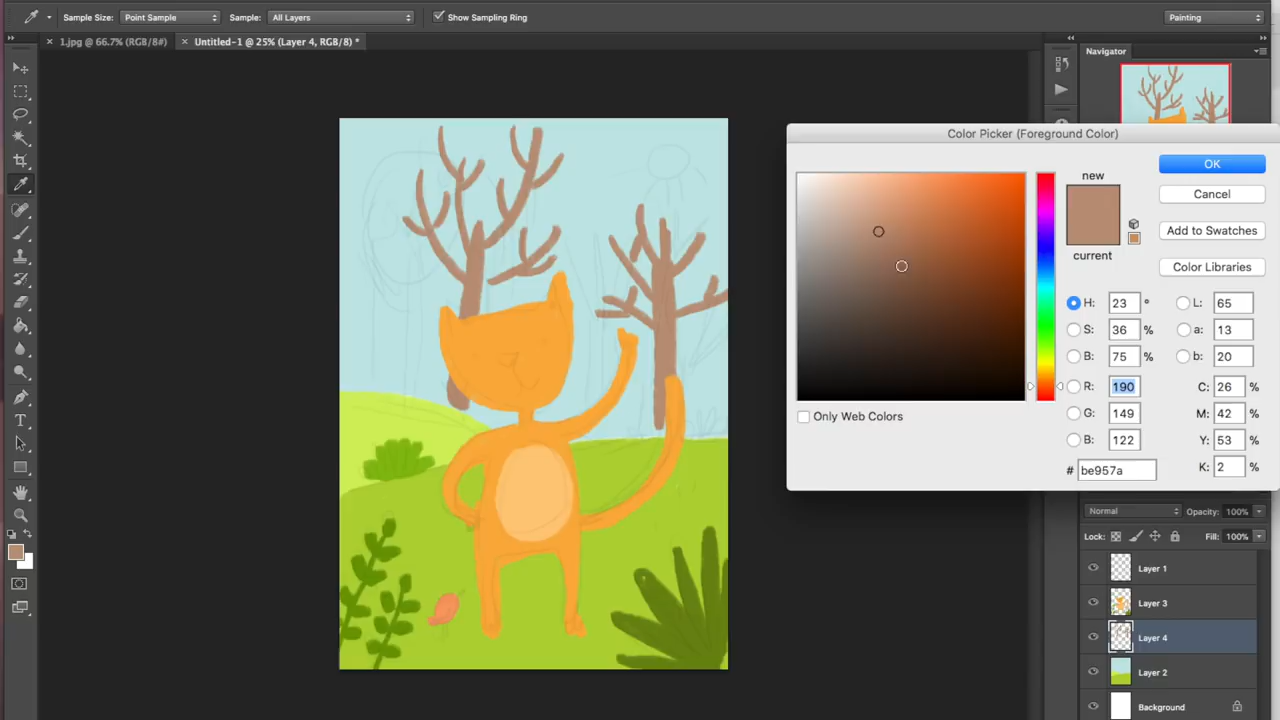 Sample Size: Point Sample Sample: All Layers Show Sampling Ring Painting
1.jpg @ 66.7% (RGB/8#) Untitled-1 @ 25% (Layer 4, RGB/8) *
Navigator
Color Picker (Foreground Color)
new
current
OK
Cancel
Add to Swatches
Color Libraries
H: 23 ° L: 65
S: 36 % a: 13
B: 75 % b: 20
R: 190 C: 26 %
G: 149 M: 42 %
B: 122 Y: 53 %
# be957a K: 2 %
Only Web Colors
Normal Opacity: 100%
Lock: Fill: 100%
Layer 1
Layer 3
Layer 4
Layer 2
Background